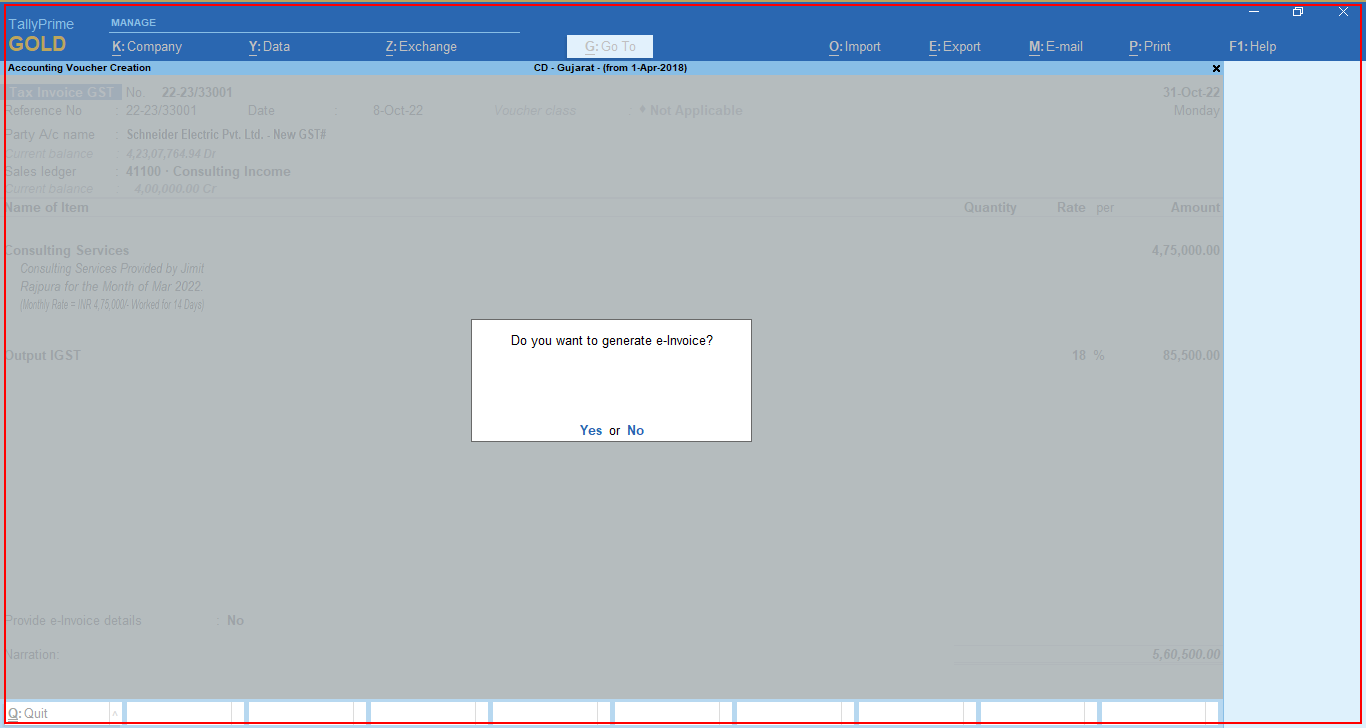 TallyPrime
GOLD
MANAGE
K: Company Y: Data Z: Exchange G: Go To O: Import E: Export M: E-mail P: Print F1: Help
Accounting Voucher Creation CD - Gujarat - (from 1-Apr-2018)
Tax Invoice GST No. 22-23/33001 31-Oct-22
Reference No : 22-23/33001 Date 8-Oct-22 Voucher class ♦ Not Applicable Monday
Party A/c name : Schneider Electric Pvt. Ltd. - New GST#
Current balance : 4,23,07,764.94 Dr
Sales ledger : 41100 · Consulting Income
Current balance : 4,00,000.00 Cr
Name of Item Quantity Rate per Amount
Consulting Services 4,75,000.00
Consulting Services Provided by Jimit
Rajpura for the Month of Mar 2022.
(Monthly Rate = INR 4,75,000/- Worked for 14 Days)
Do you want to generate e-Invoice?
Output IGST 18 % 85,500.00
Yes or No
Provide e-Invoice details : No
Narration: 5,60,500.00
Q: Quit